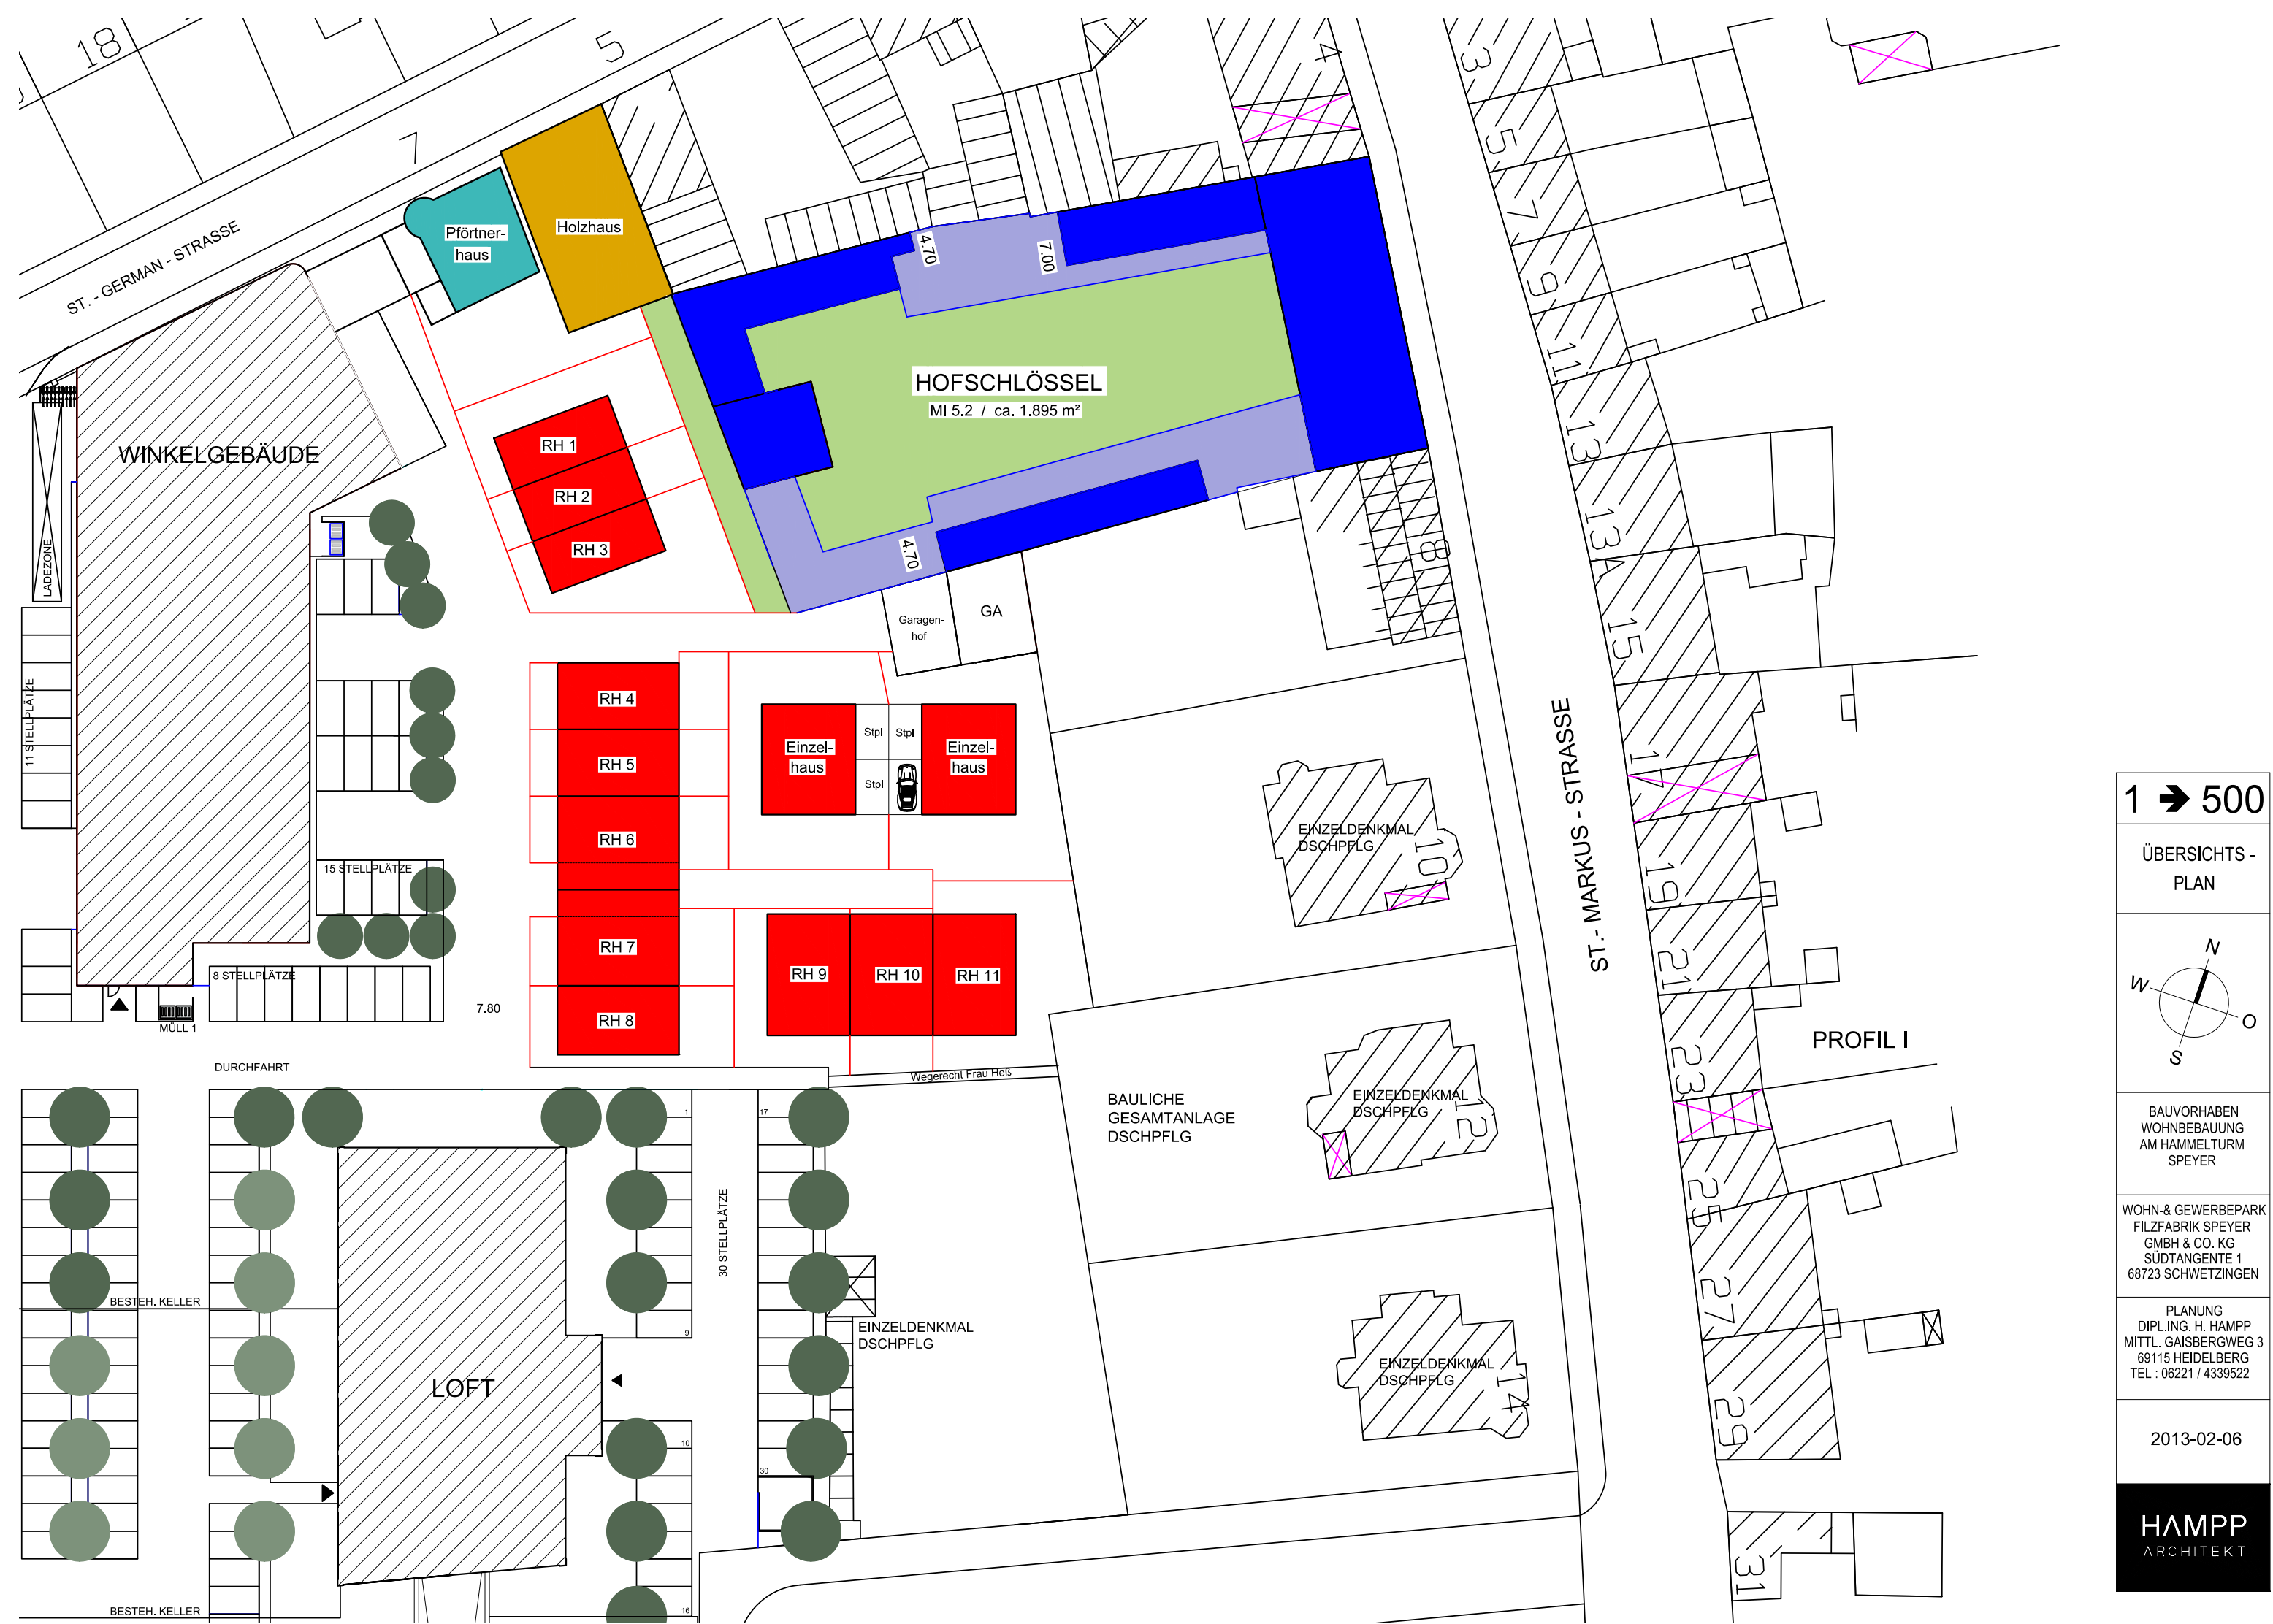 18
5
7
4
3
5
7
9
11
13
13A
15
17
19
21
23
25
27
29
31
8
10
12
14
ST. - GERMAN - STRASSE
Pförtner-
haus
Holzhaus
4.70
7.00
HOFSCHLÖSSEL
MI 5.2 / ca. 1.895 m²
4.70
WINKELGEBÄUDE
LADEZONE
11 STELLPLÄTZE
RH 1
RH 2
RH 3
Garagen-
hof
GA
RH 4
RH 5
RH 6
RH 7
RH 8
Einzel-
haus
Stpl
Stpl
Stpl
Einzel-
haus
RH 9
RH 10
RH 11
15 STELLPLÄTZE
8 STELLPLÄTZE
MÜLL 1
7.80
DURCHFAHRT
Wegerecht Frau Heß
ST.- MARKUS - STRASSE
EINZELDENKMAL
DSCHPFLG
BAULICHE
GESAMTANLAGE
DSCHPFLG
EINZELDENKMAL
DSCHPFLG
EINZELDENKMAL
DSCHPFLG
EINZELDENKMAL
DSCHPFLG
PROFIL I
1
17
30 STELLPLÄTZE
9
10
30
16
BESTEH. KELLER
LOFT
BESTEH. KELLER
1 ➔ 500
ÜBERSICHTS -
PLAN
N
W
O
S
BAUVORHABEN
WOHNBEBAUUNG
AM HAMMELTURM
SPEYER
WOHN-& GEWERBEPARK
FILZFABRIK SPEYER
GMBH & CO. KG
SÜDTANGENTE 1
68723 SCHWETZINGEN
PLANUNG
DIPL.ING. H. HAMPP
MITTL. GAISBERGWEG 3
69115 HEIDELBERG
TEL : 06221 / 4339522
2013-02-06
HAMPP
ARCHITEKT